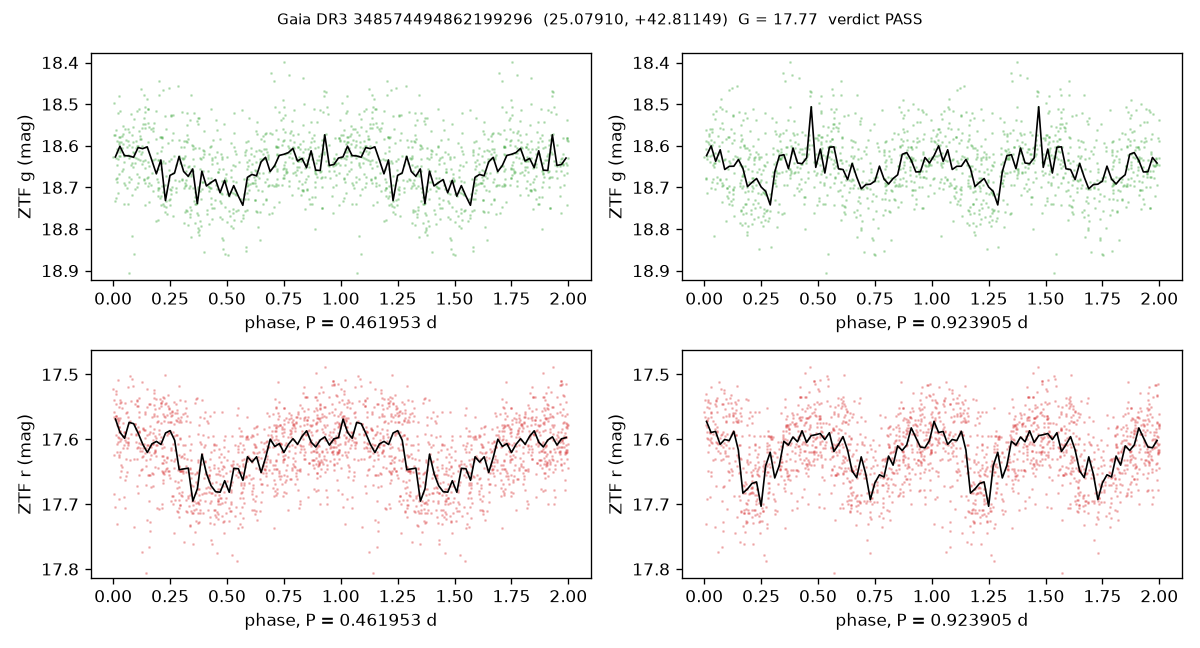 Gaia DR3 348574494862199296  (25.07910, +42.81149)  G = 17.77  verdict PASS
ZTF g (mag)
18.4
18.5
18.6
18.7
18.8
18.9
0.00 0.25 0.50 0.75 1.00 1.25 1.50 1.75 2.00
phase, P = 0.461953 d
ZTF g (mag)
18.4
18.5
18.6
18.7
18.8
18.9
0.00 0.25 0.50 0.75 1.00 1.25 1.50 1.75 2.00
phase, P = 0.923905 d
ZTF r (mag)
17.5
17.6
17.7
17.8
0.00 0.25 0.50 0.75 1.00 1.25 1.50 1.75 2.00
phase, P = 0.461953 d
ZTF r (mag)
17.5
17.6
17.7
17.8
0.00 0.25 0.50 0.75 1.00 1.25 1.50 1.75 2.00
phase, P = 0.923905 d